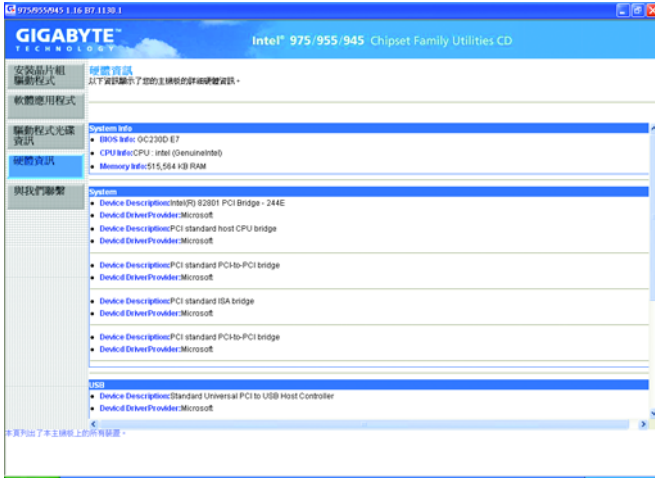 975/955/945 1.16 B7.1130.1
GIGABYTE™
TECHNOLOGY
Intel® 975/955/945 Chipset Family Utilities CD
安裝晶片組
驅動程式
軟體應用程式
驅動程式光碟
資訊
硬體資訊
與我們聯繫
硬體資訊
以下資訊顯示了您的主機板的詳細硬體資訊。
System Info
• BIOS Info: GC230D E7
• CPU Info:CPU : intel (GenuineIntel)
• Memory Info:515,564 KB RAM
System
• Device Description:Intel(R) 82801 PCI Bridge - 244E
• Devicd DriverProvider:Microsoft
• Device Description:PCI standard host CPU bridge
• Devicd DriverProvider:Microsoft
• Device Description:PCI standard PCI-to-PCI bridge
• Devicd DriverProvider:Microsoft
• Device Description:PCI standard ISA bridge
• Devicd DriverProvider:Microsoft
• Device Description:PCI standard PCI-to-PCI bridge
• Devicd DriverProvider:Microsoft
USB
• Device Description:Standard Universal PCI to USB Host Controller
• Devicd DriverProvider:Microsoft
本頁列出了本主機板上的所有裝置。